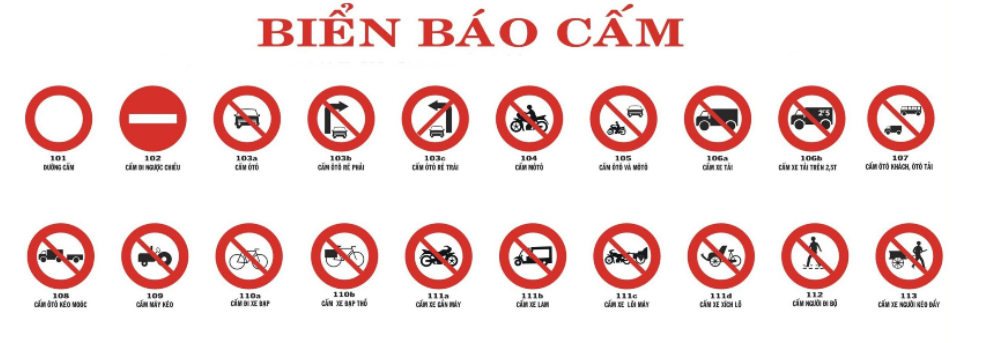 BIỂN BÁO CẤM
101
ĐƯỜNG CẤM
102
CẤM ĐI NGƯỢC CHIỀU
103a
CẤM ÔTÔ
103b
CẤM ÔTÔ RẼ PHẢI
103c
CẤM ÔTÔ RẼ TRÁI
104
CẤM MÔTÔ
105
CẤM ÔTÔ VÀ MÔTÔ
106a
CẤM XE TẢI
2,5
106b
CẤM XE TẢI TRÊN 2,5T
107
CẤM ÔTÔ KHÁCH, ÔTÔ TẢI
108
CẤM ÔTÔ KÉO MOÓC
109
CẤM MÁY KÉO
110a
CẤM ĐI XE ĐẠP
110b
CẤM XE ĐẠP THỒ
111a
CẤM XE GẮN MÁY
111b
CẤM XE LAM
111c
CẤM XE LÔI MÁY
111d
CẤM XE XÍCH LÔ
112
CẤM NGƯỜI ĐI BỘ
113
CẤM XE NGƯỜI KÉO ĐẨY